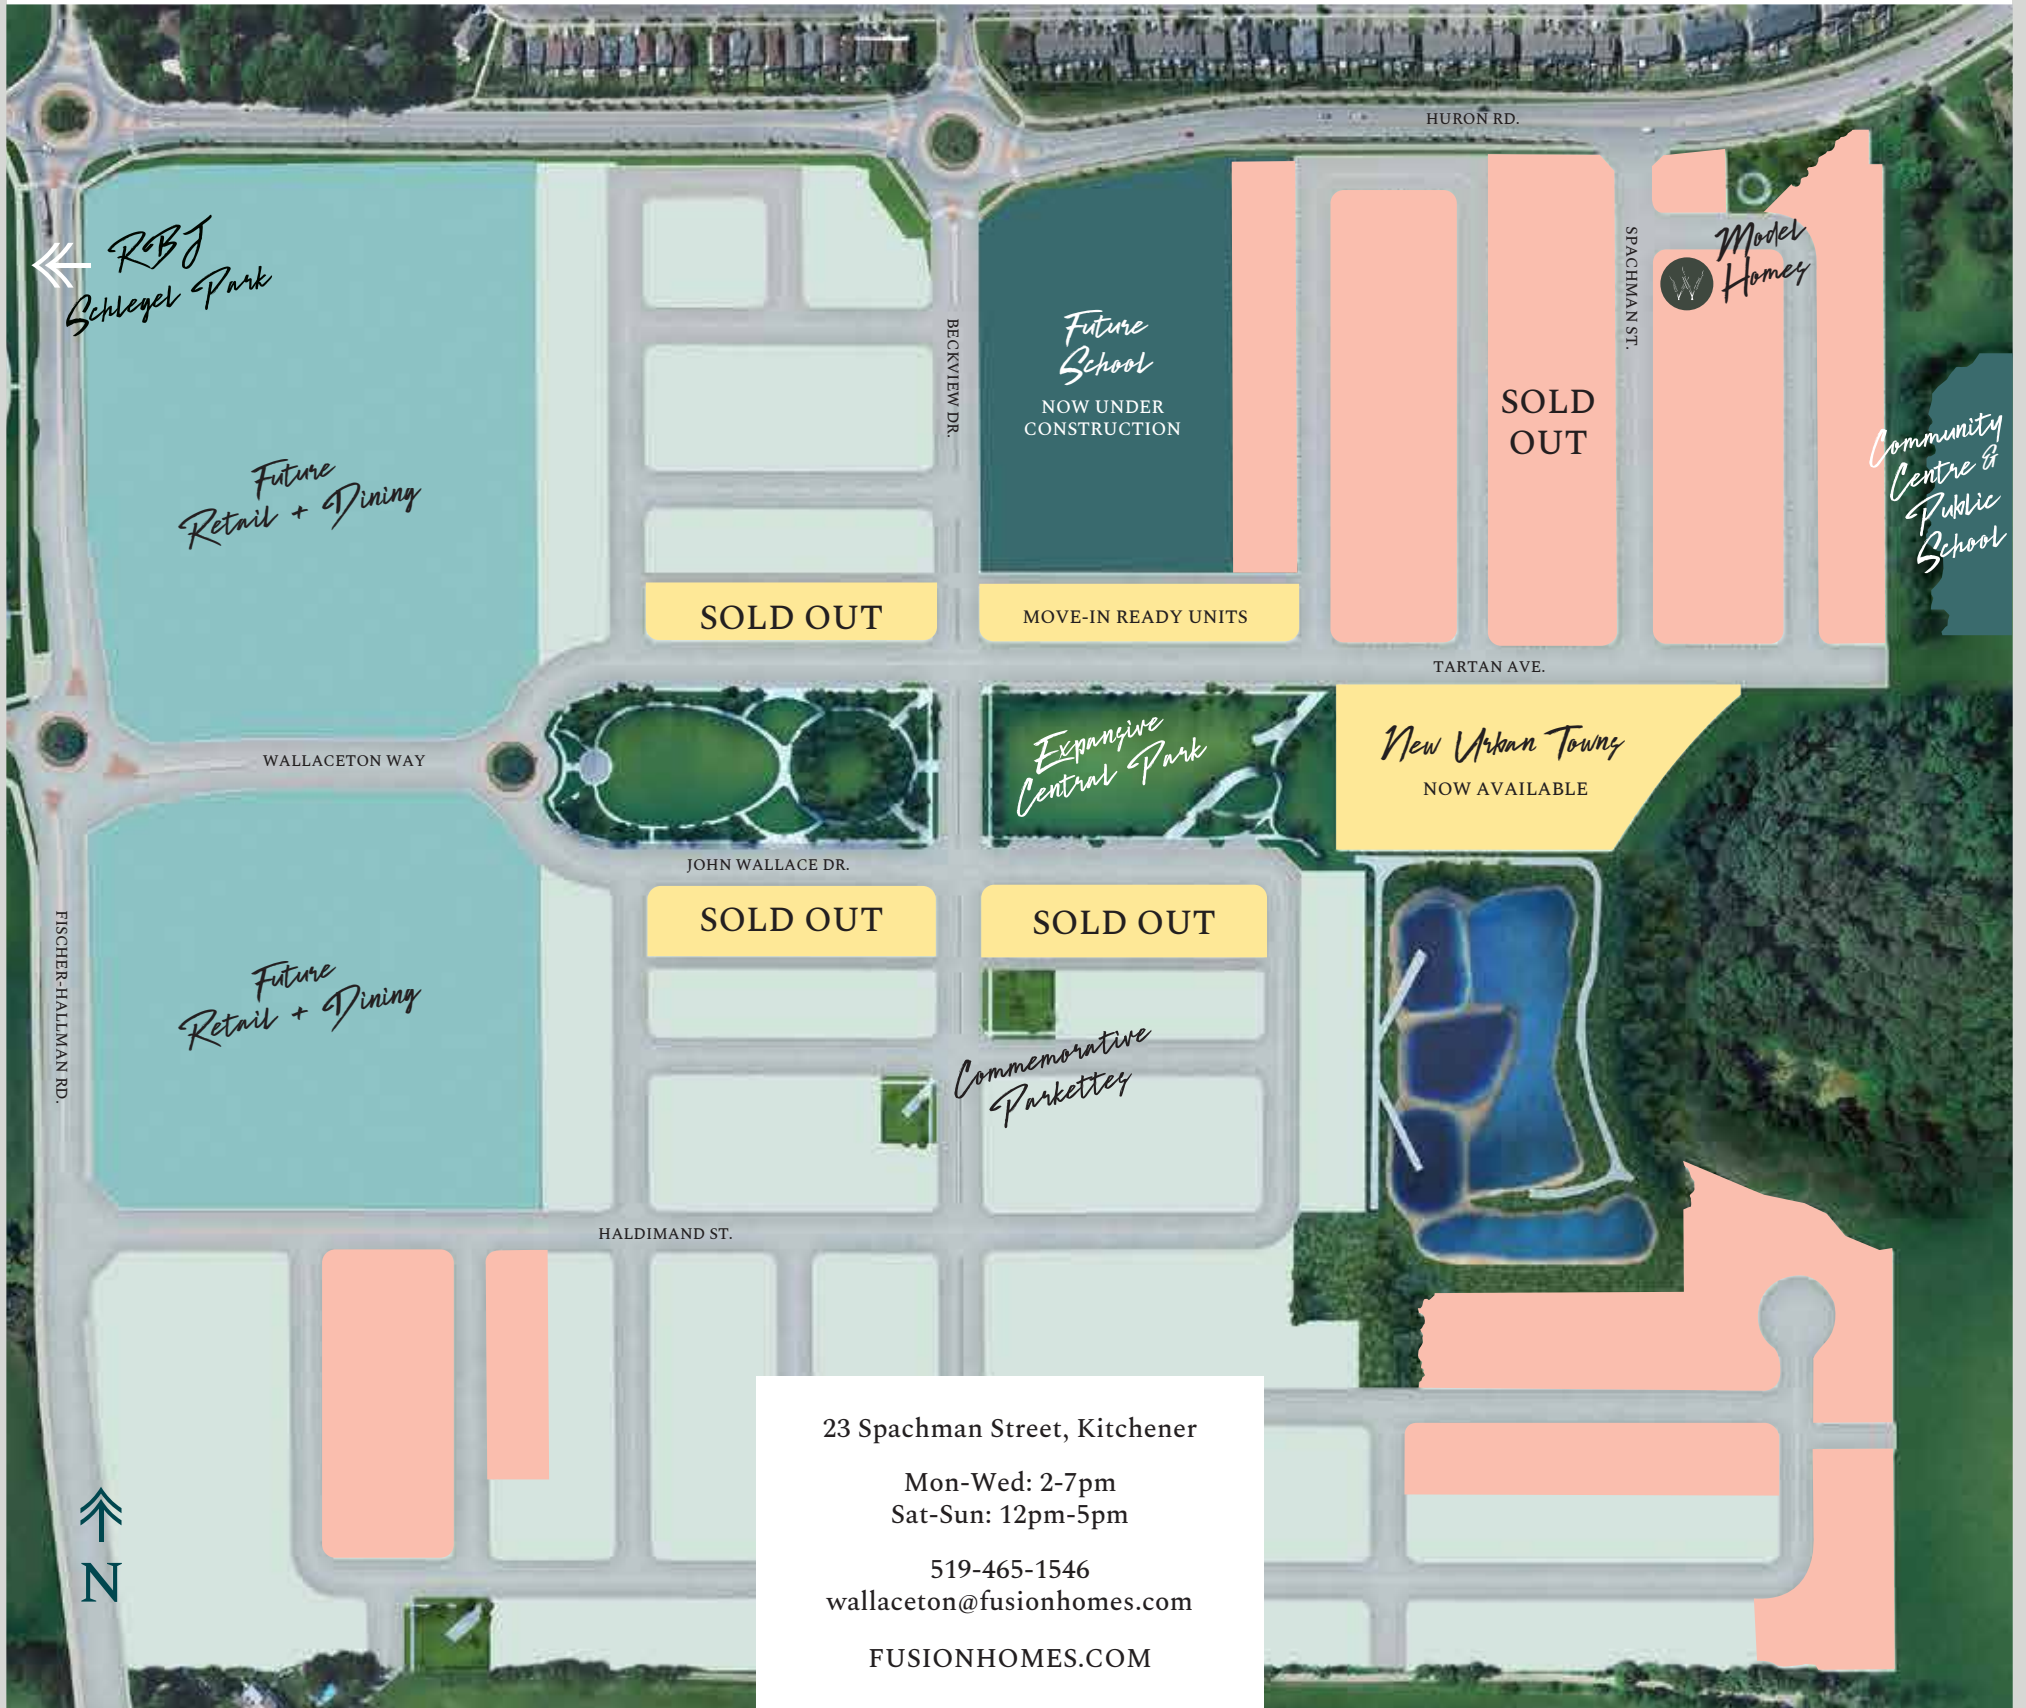 HURON RD.
RBJ
Schlegel Park
Model
Homes
SPACHMAN ST.
BECKVIEW DR.
Future
School
NOW UNDER
CONSTRUCTION
SOLD
OUT
Community
Centre &
Public
School
Future
Retail + Dining
SOLD OUT
MOVE-IN READY UNITS
TARTAN AVE.
WALLACETON WAY
Expansive
Central Park
New Urban Towns
NOW AVAILABLE
JOHN WALLACE DR.
SOLD OUT
SOLD OUT
FISCHER-HALLMAN RD.
Future
Retail + Dining
Commemorative
Parkettes
HALDIMAND ST.
N
23 Spachman Street, Kitchener
Mon-Wed: 2-7pm
Sat-Sun: 12pm-5pm
519-465-1546
wallaceton@fusionhomes.com
FUSIONHOMES.COM